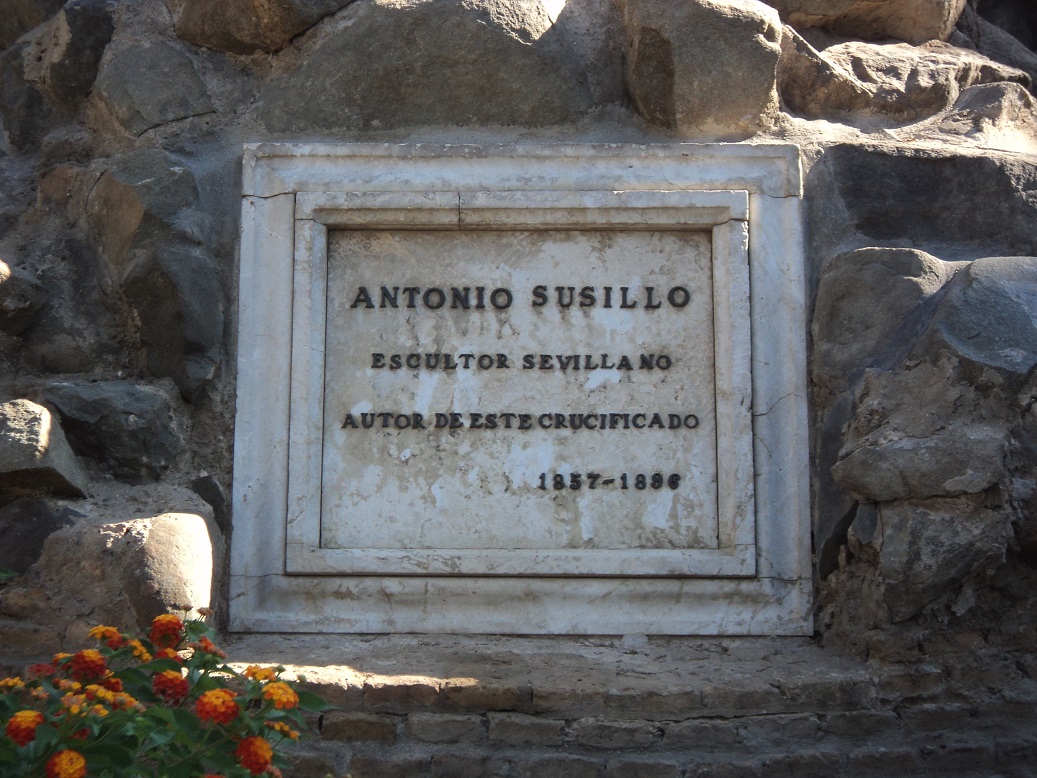 ANTONIO SUSILLO
ESCULTOR SEVILLANO
AUTOR DE ESTE CRUCIFICADO
1857-1896